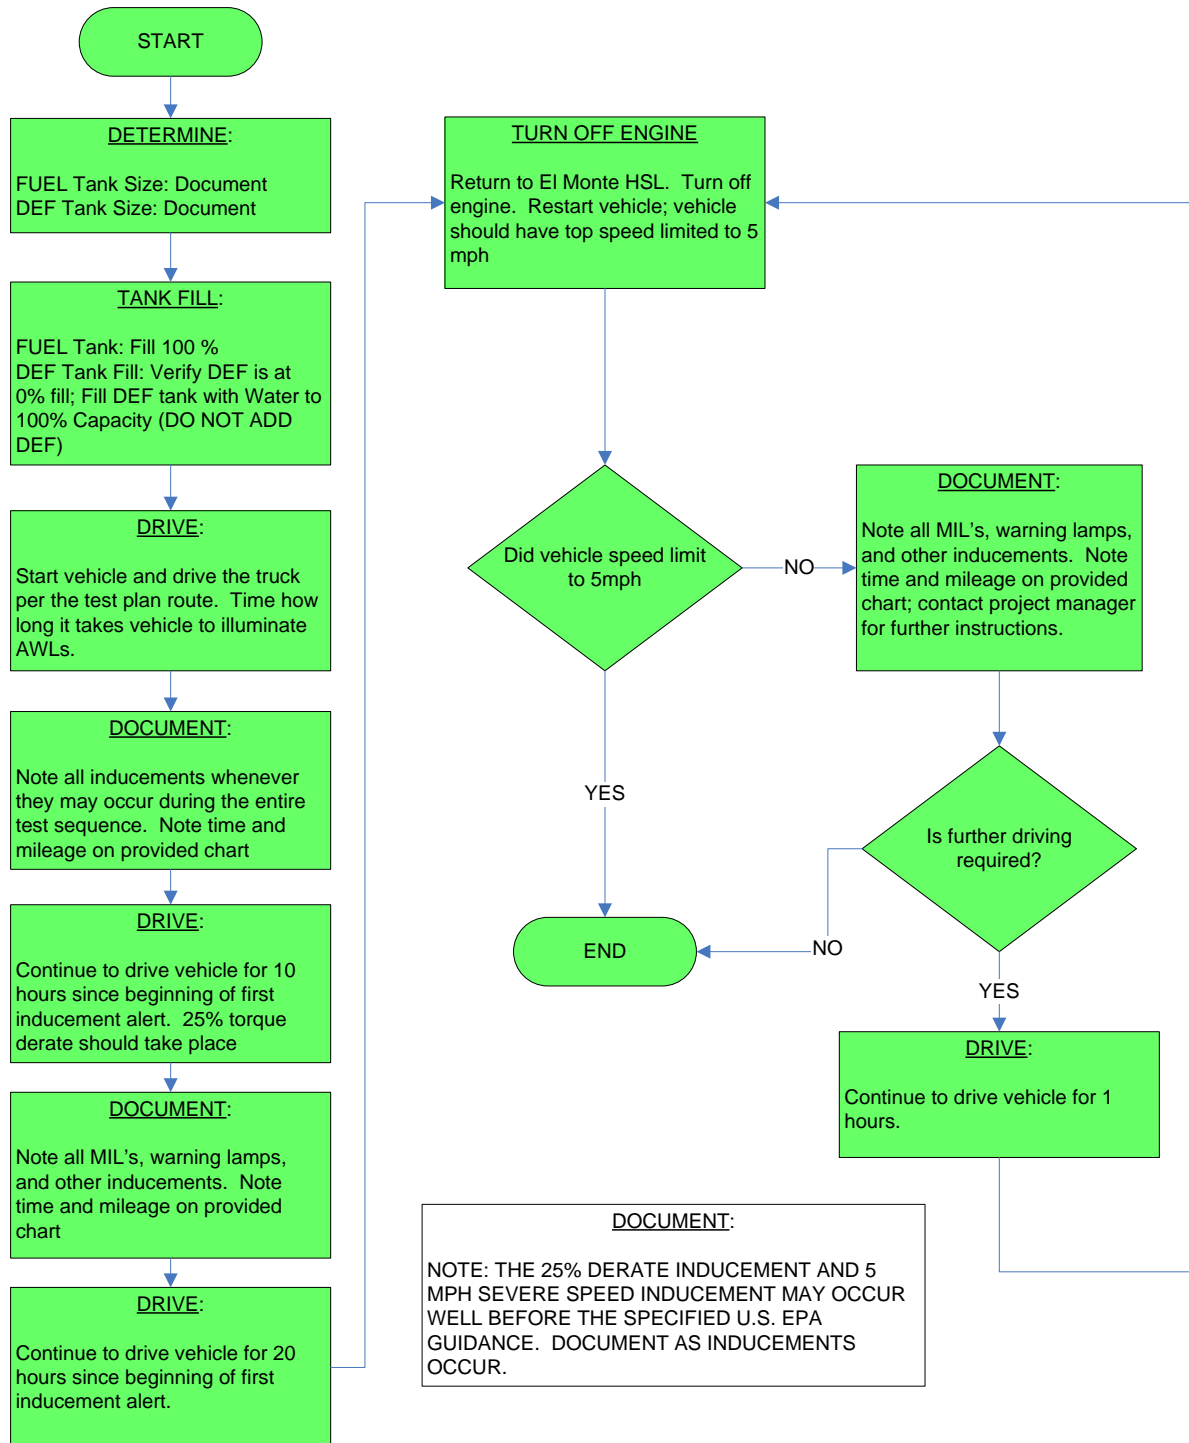 START
DETERMINE:
FUEL Tank Size: Document
DEF Tank Size: Document
TANK FILL:
FUEL Tank: Fill 100 %
DEF Tank Fill: Verify DEF is at
0% fill; Fill DEF tank with Water to
100% Capacity (DO NOT ADD
DEF)
DRIVE:
Start vehicle and drive the truck
per the test plan route.  Time how
long it takes vehicle to illuminate
AWLs.
DOCUMENT:
Note all inducements whenever
they may occur during the entire
test sequence.  Note time and
mileage on provided chart
DRIVE:
Continue to drive vehicle for 10
hours since beginning of first
inducement alert.  25% torque
derate should take place
DOCUMENT:
Note all MIL's, warning lamps,
and other inducements.  Note
time and mileage on provided
chart
DRIVE:
Continue to drive vehicle for 20
hours since beginning of first
inducement alert.
TURN OFF ENGINE
Return to El Monte HSL.  Turn off
engine.  Restart vehicle; vehicle
should have top speed limited to 5
mph
Did vehicle speed limit
to 5mph
NO
YES
END
DOCUMENT:
Note all MIL's, warning lamps,
and other inducements.  Note
time and mileage on provided
chart; contact project manager
for further instructions.
Is further driving
required?
NO
YES
DRIVE:
Continue to drive vehicle for 1
hours.
DOCUMENT:
NOTE: THE 25% DERATE INDUCEMENT AND 5
MPH SEVERE SPEED INDUCEMENT MAY OCCUR
WELL BEFORE THE SPECIFIED U.S. EPA
GUIDANCE.  DOCUMENT AS INDUCEMENTS
OCCUR.